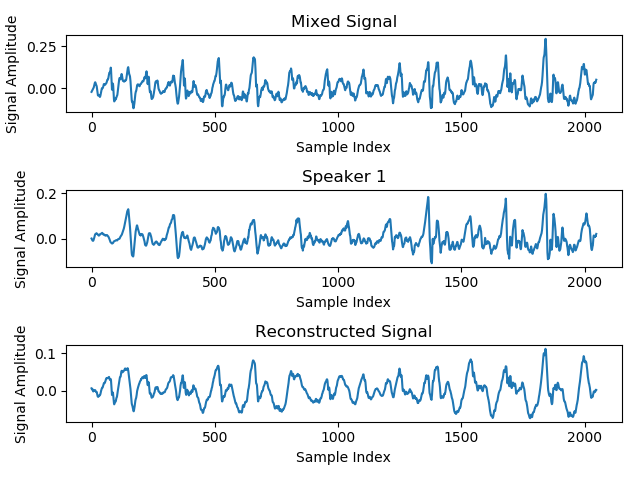 Mixed Signal
Signal Amplitude
0.25
0.00
0 500 1000 1500 2000
Sample Index
Speaker 1
Signal Amplitude
0.2
0.0
0 500 1000 1500 2000
Sample Index
Reconstructed Signal
Signal Amplitude
0.1
0.0
0 500 1000 1500 2000
Sample Index